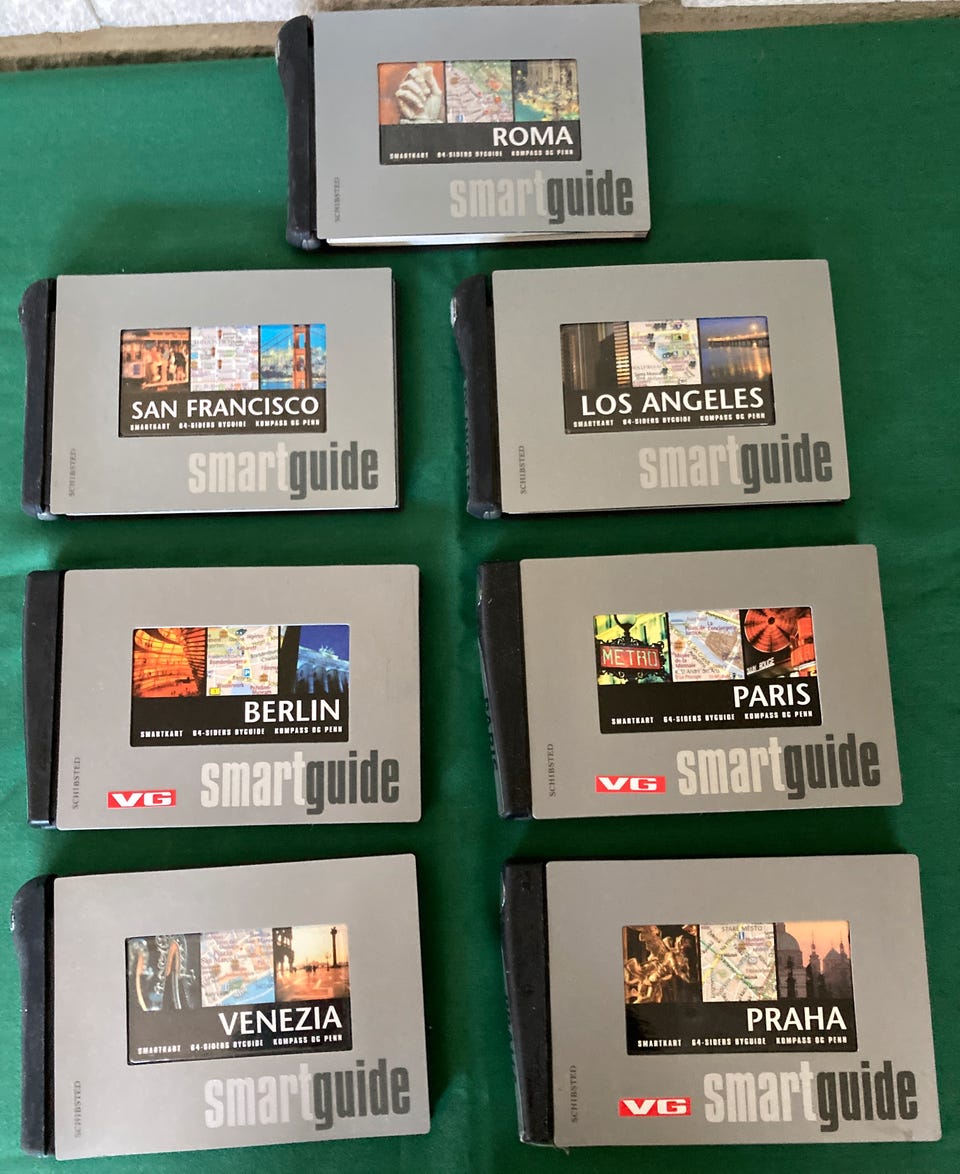 ROMA
SMARTKART 64-SIDERS BYGUIDE KOMPASS OG PENN
smartguide
SCHIBSTED
SAN FRANCISCO
SMARTKART 64-SIDERS BYGUIDE KOMPASS OG PENN
smartguide
SCHIBSTED
LOS ANGELES
SMARTKART 64-SIDERS BYGUIDE KOMPASS OG PENN
smartguide
SCHIBSTED
BERLIN
SMARTKART 64-SIDERS BYGUIDE KOMPASS OG PENN
VG smartguide
SCHIBSTED
METRO
PARIS
SMARTKART 64-SIDERS BYGUIDE KOMPASS OG PENN
VG smartguide
SCHIBSTED
VENEZIA
SMARTKART 64-SIDERS BYGUIDE KOMPASS OG PENN
smartguide
SCHIBSTED
STARÉ MĚSTO
PRAHA
SMARTKART 64-SIDERS BYGUIDE KOMPASS OG PENN
VG smartguide
SCHIBSTED